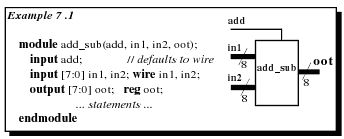 Example 7 .1
module add_sub(add, in1, in2, oot);
input add; // defaults to wire
input [7:0] in1, in2; wire in1, in2;
output [7:0] oot; reg oot;
... statements ...
endmodule
add
in1
8
in2
8
add_sub
oot
8